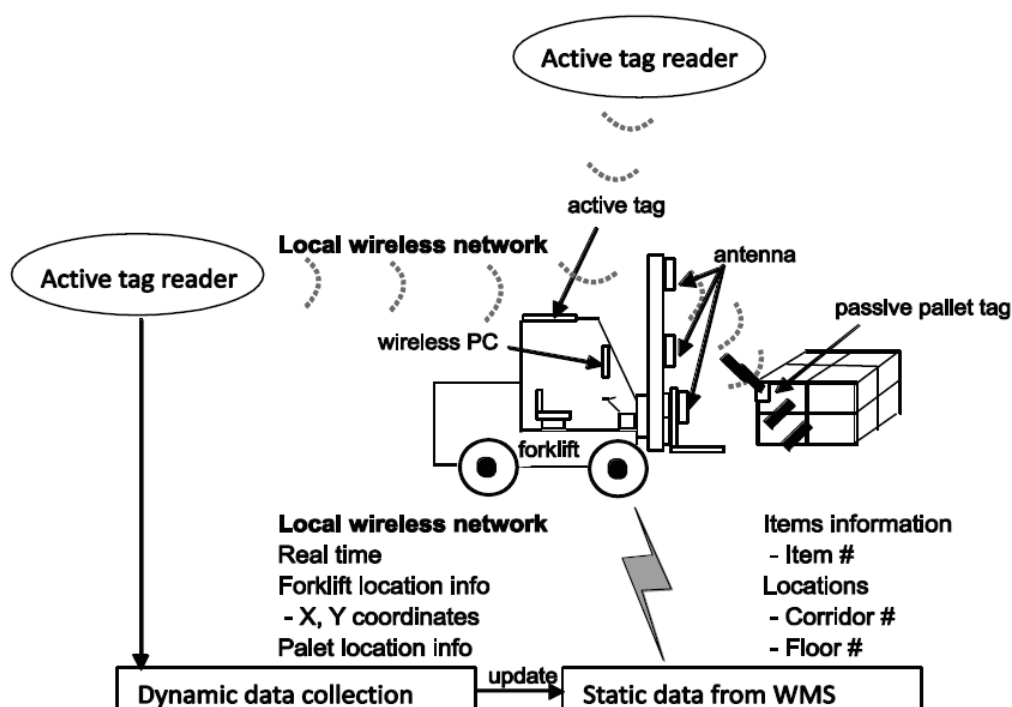 Active tag reader
active tag
Local wireless network
antenna
Active tag reader
passive pallet tag
wireless PC
forklift
Local wireless network
Real time
Forklift location info
- X, Y coordinates
Palet location info
Items information
- Item #
Locations
- Corridor #
- Floor #
Dynamic data collection
update
Static data from WMS